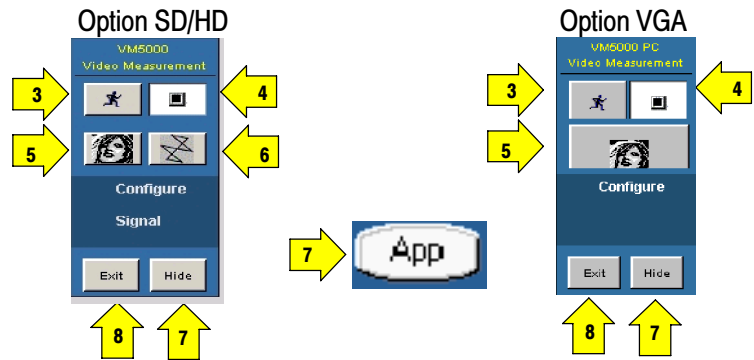 Option SD/HD
VM5000
Video Measurement
3
4
5
6
Configure
Signal
Exit
Hide
8
7
7
App
Option VGA
VM5000 PC
Video Measurement
3
4
5
Configure
Exit
Hide
8
7